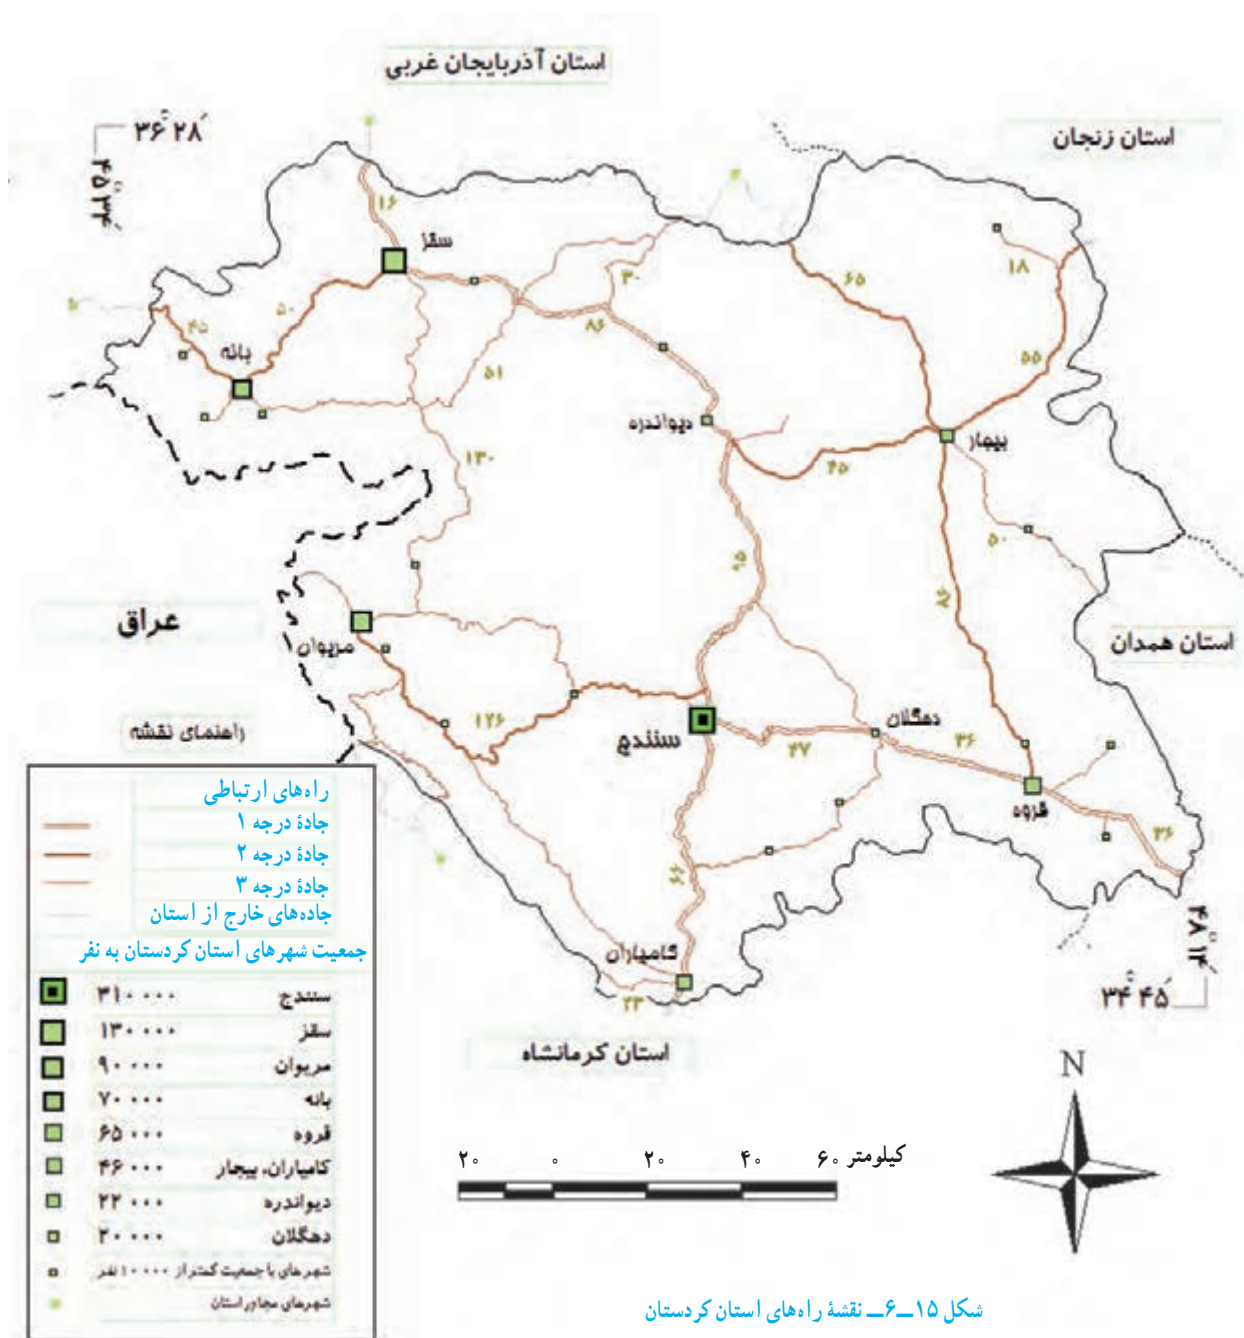 استان آذربایجان غربی
۳۶° ۲۸′
۴۵° ۳۴′
استان زنجان
۱۶
سقز
۳۰
۶۵
۱۸
۵۰
۴۵
بانه
۸۶
۵۱
۵۵
دیواندره
بیجار
۴۵
۱۳۰
۵۰
عراق
استان همدان
مریوان
دهگلان
۱۲۶
سنندج
۴۷
۳۶
قروه
۳۶
۶۶
کامیاران
۲۳
۴۸° ۱۴′
۳۴° ۴۵′
استان کرمانشاه
راهنمای نقشه
راه‌های ارتباطی
جادهٔ درجه ۱
جادهٔ درجه ۲
جادهٔ درجه ۳
جاده‌های خارج از استان
جمعیت شهرهای استان کردستان به نفر
سنندج ۳۱۰۰۰۰
سقز ۱۳۰۰۰۰
مریوان ۹۰۰۰۰
بانه ۷۰۰۰۰
قروه ۶۵۰۰۰
کامیاران، بیجار ۴۶۰۰۰
دیواندره ۲۲۰۰۰
دهگلان ۲۰۰۰۰
شهرهای با جمعیت کمتر از ۱۰۰۰۰ نفر
شهرهای مجاور استان
N
۲۰ ۰ ۲۰ ۴۰ ۶۰ کیلومتر
شکل ۱۵ــ۶ــ نقشهٔ راه‌های استان کردستان